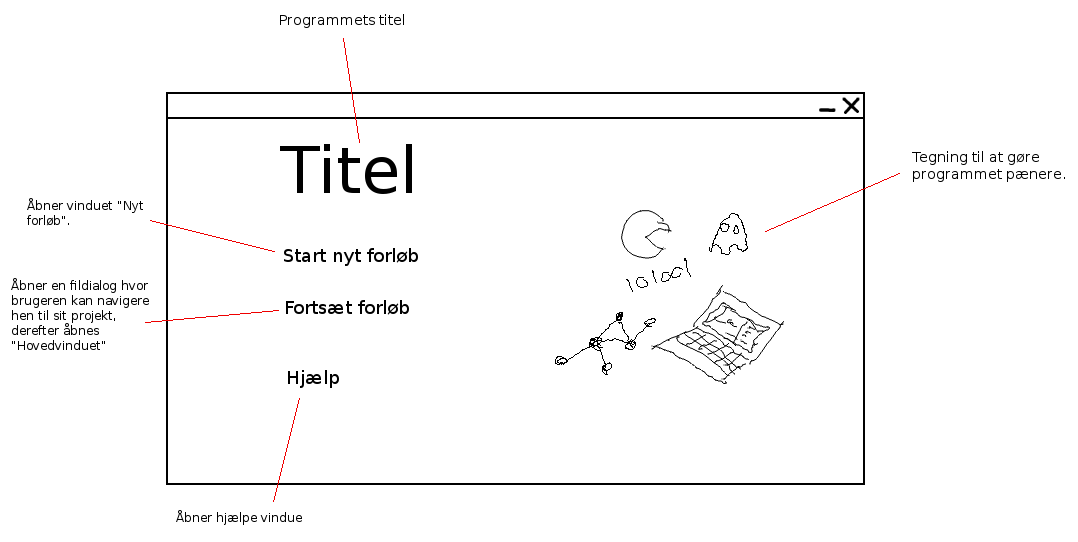 Programmets titel
Titel
Tegning til at gøre
programmet pænere.
Åbner vinduet "Nyt
forløb".
Start nyt forløb
Åbner en fildialog hvor
brugeren kan navigere
hen til sit projekt,
derefter åbnes
"Hovedvinduet"
Fortsæt forløb
Hjælp
Åbner hjælpe vindue